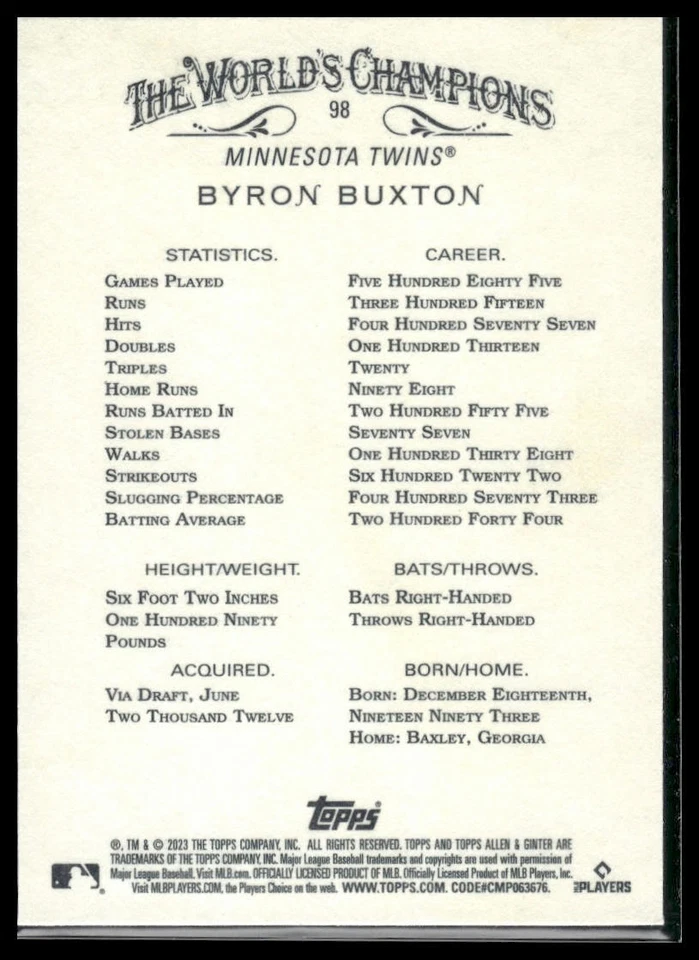 THE WORLD'S CHAMPIONS
98
MINNESOTA TWINS®
BYRON BUXTON
STATISTICS. CAREER.
GAMES PLAYED FIVE HUNDRED EIGHTY FIVE
RUNS THREE HUNDRED FIFTEEN
HITS FOUR HUNDRED SEVENTY SEVEN
DOUBLES ONE HUNDRED THIRTEEN
TRIPLES TWENTY
HOME RUNS NINETY EIGHT
RUNS BATTED IN TWO HUNDRED FIFTY FIVE
STOLEN BASES SEVENTY SEVEN
WALKS ONE HUNDRED THIRTY EIGHT
STRIKEOUTS SIX HUNDRED TWENTY TWO
SLUGGING PERCENTAGE FOUR HUNDRED SEVENTY THREE
BATTING AVERAGE TWO HUNDRED FORTY FOUR
HEIGHT/WEIGHT.
SIX FOOT TWO INCHES
ONE HUNDRED NINETY
POUNDS
BATS/THROWS.
BATS RIGHT-HANDED
THROWS RIGHT-HANDED
ACQUIRED.
VIA DRAFT, JUNE
TWO THOUSAND TWELVE
BORN/HOME.
BORN: DECEMBER EIGHTEENTH,
NINETEEN NINETY THREE
HOME: BAXLEY, GEORGIA
topps®
®, TM & © 2023 THE TOPPS COMPANY, INC. ALL RIGHTS RESERVED. TOPPS AND TOPPS ALLEN & GINTER ARE
TRADEMARKS OF THE TOPPS COMPANY, INC. Major League Baseball trademarks and copyrights are used with permission of
Major League Baseball. Visit MLB.com. OFFICIALLY LICENSED PRODUCT OF MLB. Officially Licensed Product of MLB Players, Inc.
Visit MLBPLAYERS.COM, the Players Choice on the web. WWW.TOPPS.COM. CODE#CMP063676.
MLB PLAYERS